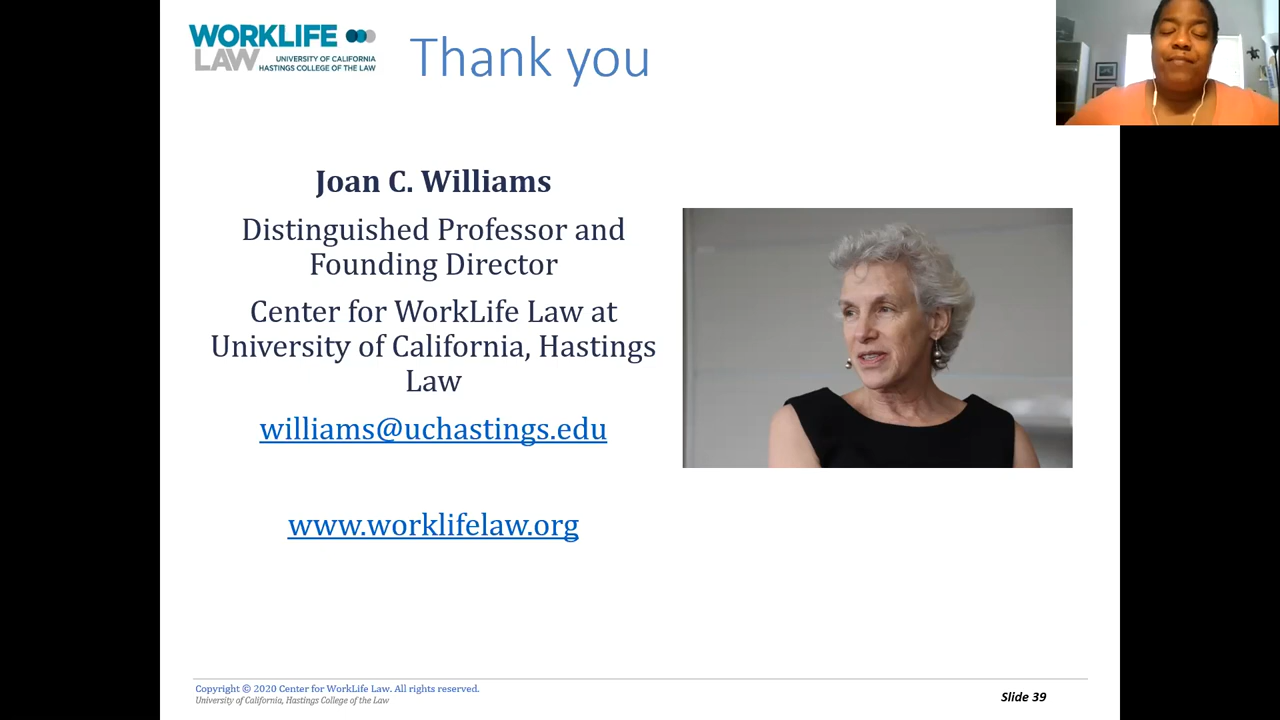 WORKLIFE
LAW
UNIVERSITY OF CALIFORNIA
HASTINGS COLLEGE OF THE LAW
Thank you
Joan C. Williams
Distinguished Professor and
Founding Director
Center for WorkLife Law at
University of California, Hastings
Law
williams@uchastings.edu
www.worklifelaw.org
Copyright © 2020 Center for WorkLife Law. All rights reserved.
University of California, Hastings College of the Law
Slide 39